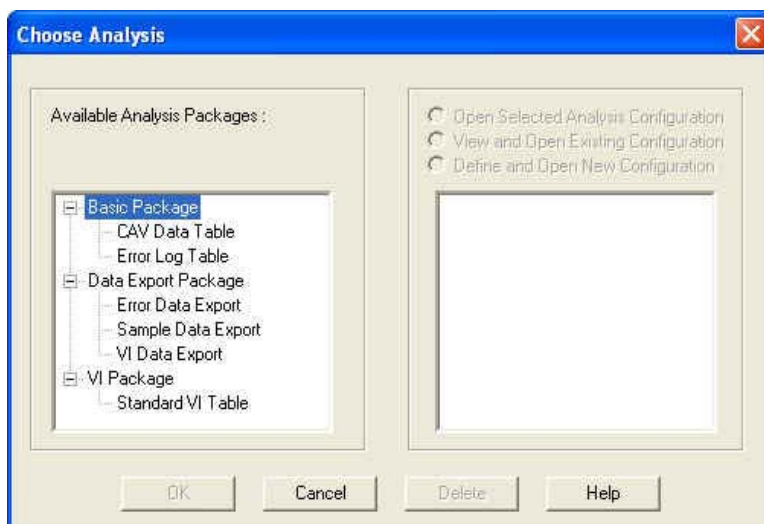 Choose Analysis
Available Analysis Packages :
Basic Package
CAV Data Table
Error Log Table
Data Export Package
Error Data Export
Sample Data Export
VI Data Export
VI Package
Standard VI Table
Open Selected Analysis Configuration
View and Open Existing Configuration
Define and Open New Configuration
OK
Cancel
Delete
Help